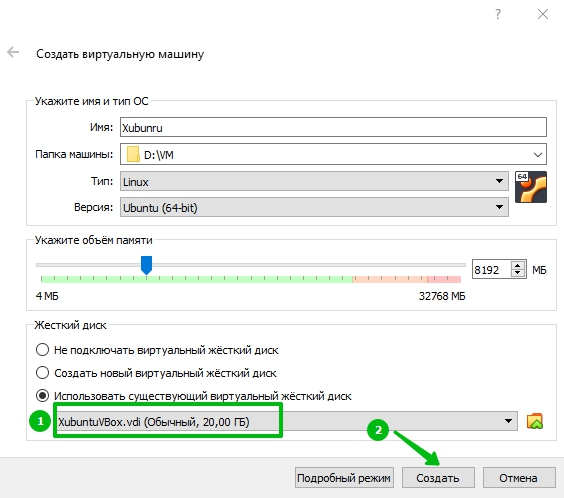 ?
Создать виртуальную машину
Укажите имя и тип ОС
Имя: Xubunru
Папка машины: D:\VM
Тип: Linux
64
Версия: Ubuntu (64-bit)
Укажите объём памяти
8192 МБ
4 МБ 32768 МБ
Жесткий диск
Не подключать виртуальный жёсткий диск
Создать новый виртуальный жёсткий диск
Использовать существующий виртуальный жёсткий диск
1 XubuntuVBox.vdi (Обычный, 20,00 ГБ)
2
Подробный режим Создать Отмена